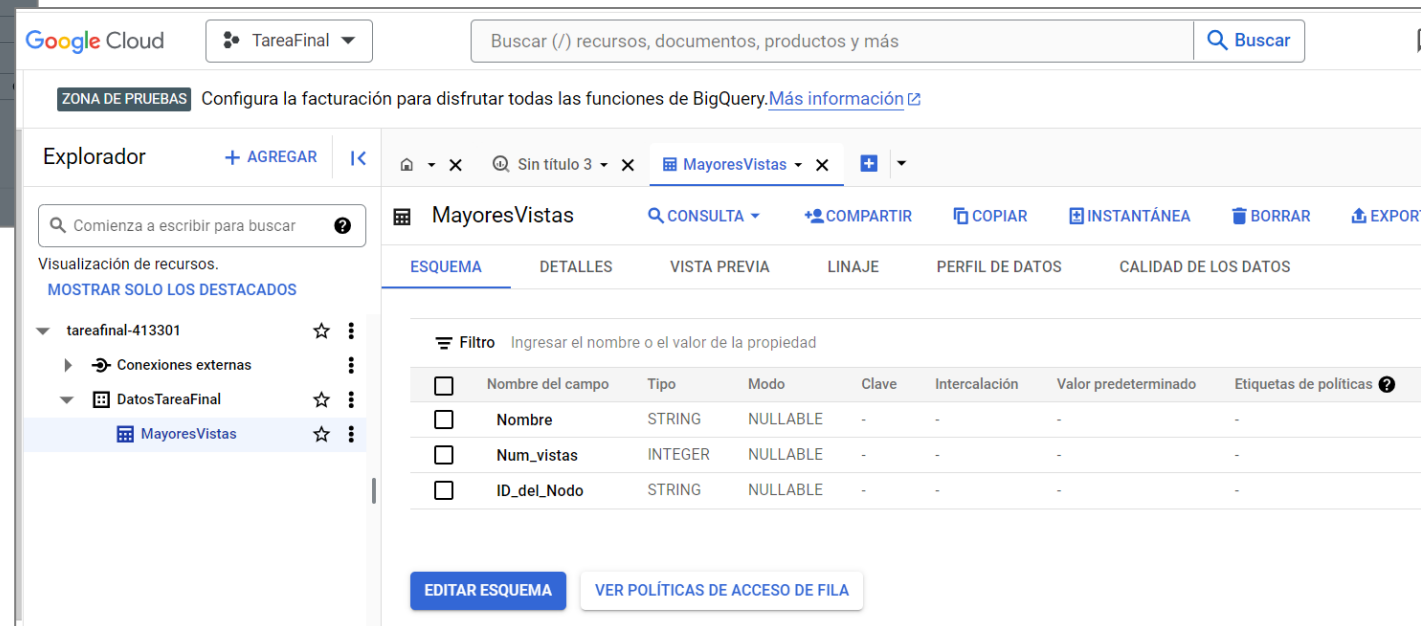 Google Cloud TareaFinal Buscar (/) recursos, documentos, productos y más Buscar
ZONA DE PRUEBAS Configura la facturación para disfrutar todas las funciones de BigQuery. Más información
Explorador + AGREGAR
Comienza a escribir para buscar
Visualización de recursos.
MOSTRAR SOLO LOS DESTACADOS
tareafinal-413301
Conexiones externas
DatosTareaFinal
MayoresVistas
Sin título 3 MayoresVistas
MayoresVistas CONSULTA COMPARTIR COPIAR INSTANTÁNEA BORRAR EXPORT
ESQUEMA DETALLES VISTA PREVIA LINAJE PERFIL DE DATOS CALIDAD DE LOS DATOS
Filtro Ingresar el nombre o el valor de la propiedad
Nombre del campo Tipo Modo Clave Intercalación Valor predeterminado Etiquetas de políticas
Nombre STRING NULLABLE - - - -
Num_vistas INTEGER NULLABLE - - - -
ID_del_Nodo STRING NULLABLE - - - -
EDITAR ESQUEMA VER POLÍTICAS DE ACCESO DE FILA